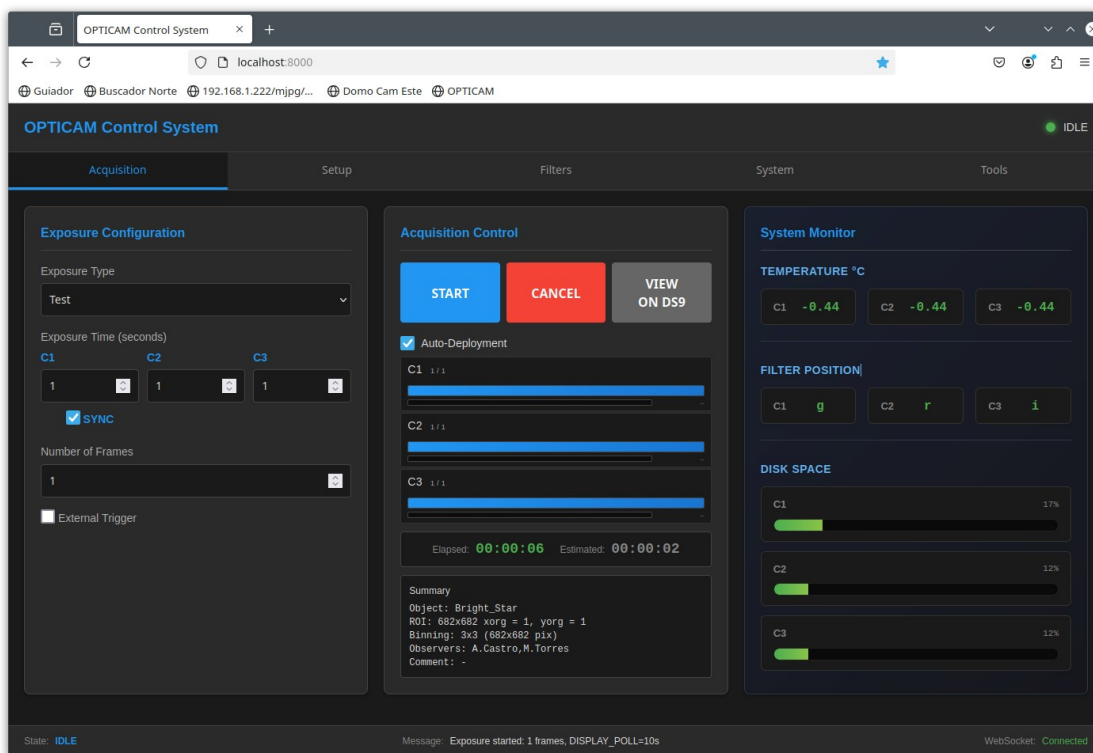 OPTICAM Control System
localhost:8000
Guiador Buscador Norte 192.168.1.222/mjpg/... Domo Cam Este OPTICAM
OPTICAM Control System
IDLE
Acquisition Setup Filters System Tools
Exposure Configuration
Exposure Type
Test
Exposure Time (seconds)
C1 C2 C3
1 1 1
SYNC
Number of Frames
1
External Trigger
Acquisition Control
START
CANCEL
VIEW
ON DS9
Auto-Deployment
C1 1 / 1
C2 1 / 1
C3 1 / 1
Elapsed: 00:00:06 Estimated: 00:00:02
Summary
Object: Bright_Star
ROI: 682x682 xorg = 1, yorg = 1
Binning: 3x3 (682x682 pix)
Observers: A.Castro,M.Torres
Comment: -
System Monitor
TEMPERATURE °C
C1 -0.44 C2 -0.44 C3 -0.44
FILTER POSITION
C1 g C2 r C3 i
DISK SPACE
C1 17%
C2 12%
C3 12%
State: IDLE Message: Exposure started: 1 frames, DISPLAY_POLL=10s WebSocket: Connected